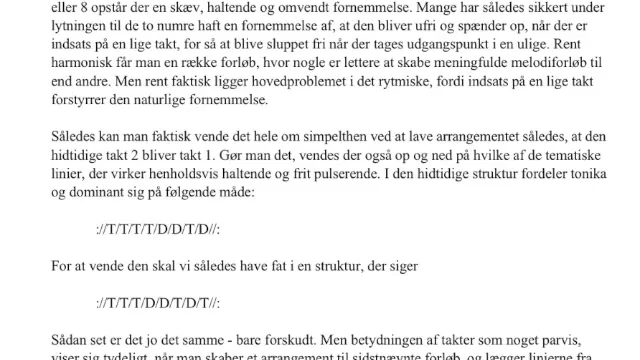 eller 8 opstår der en skæv, haltende og omvendt fornemmelse. Mange har således sikkert under
lytningen til de to numre haft en fornemmelse af, at den bliver ufri og spænder op, når der er
indsats på en lige takt, for så at blive sluppet fri når der tages udgangspunkt i en ulige. Rent
harmonisk får man en række forløb, hvor nogle er lettere at skabe meningfulde melodiforløb til
end andre. Men rent faktisk ligger hovedproblemet i det rytmiske, fordi indsats på en lige takt
forstyrrer den naturlige fornemmelse.
Således kan man faktisk vende det hele om simpelthen ved at lave arrangementet således, at den
hidtidige takt 2 bliver takt 1. Gør man det, vendes der også op og ned på hvilke af de tematiske
linier, der virker henholdsvis haltende og frit pulserende. I den hidtidige struktur fordeler tonika
og dominant sig på følgende måde:
://T/T/T/T/D/D/T/D//:
For at vende den skal vi således have fat i en struktur, der siger
://T/T/T/D/D/T/D/T//:
Sådan set er det jo det samme - bare forskudt. Men betydningen af takter som noget parvis,
viser sig tydeligt, når man skaber et arrangement til sidstnævnte forløb, og lægger linierne fra